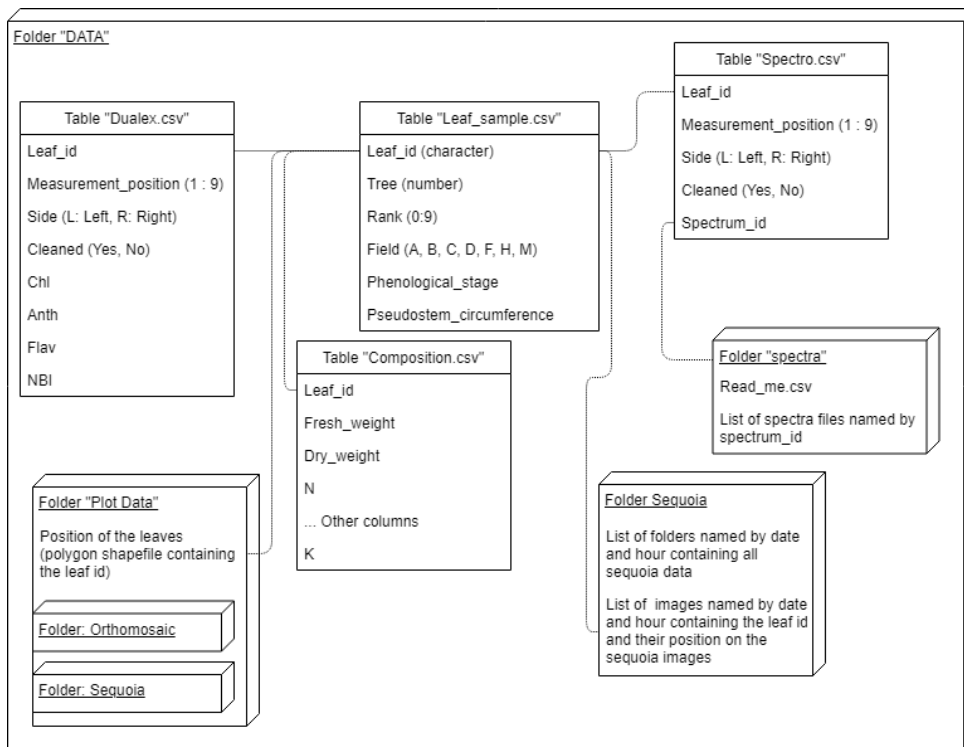 Folder "DATA"
Table "Dualex.csv"
Leaf_id
Measurement_position (1 : 9)
Side (L: Left, R: Right)
Cleaned (Yes, No)
Chl
Anth
Flav
NBI
Table "Leaf_sample.csv"
Leaf_id (character)
Tree (number)
Rank (0:9)
Field (A, B, C, D, F, H, M)
Phenological_stage
Pseudostem_circumference
Table "Spectro.csv"
Leaf_id
Measurement_position (1 : 9)
Side (L: Left, R: Right)
Cleaned (Yes, No)
Spectrum_id
Table "Composition.csv"
Leaf_id
Fresh_weight
Dry_weight
N
... Other columns
K
Folder "spectra"
Read_me.csv
List of spectra files named by
spectrum_id
Folder "Plot Data"
Position of the leaves
(polygon shapefile containing
the leaf id)
Folder: Orthomosaic
Folder: Sequoia
Folder Sequoia
List of folders named by date
and hour containing all
sequoia data
List of images named by date
and hour containing the leaf id
and their position on the
sequoia images